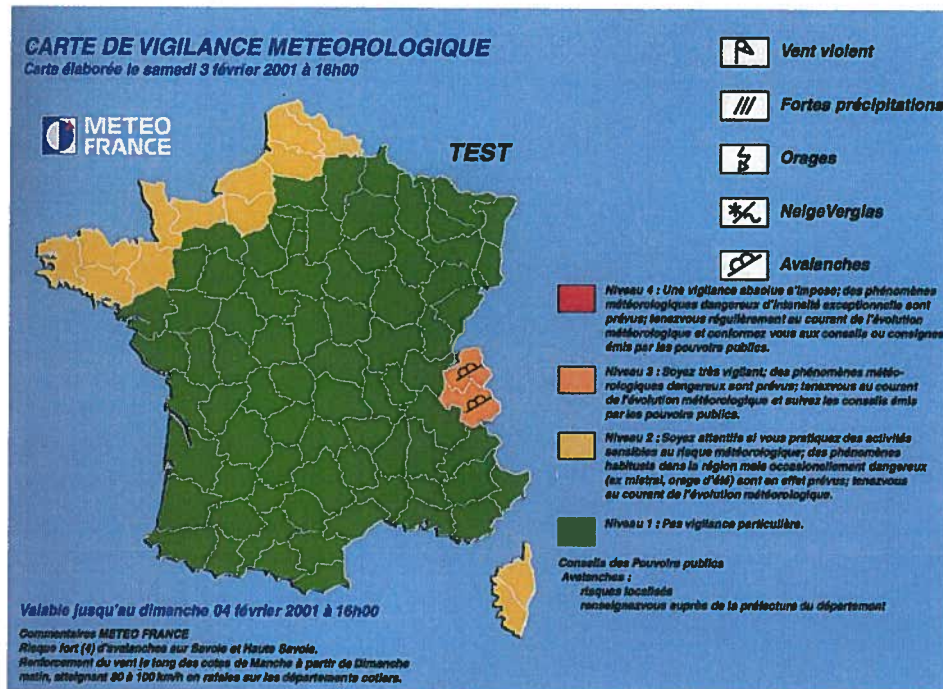 CARTE DE VIGILANCE METEOROLOGIQUE
Carte élaborée le samedi 3 février 2001 à 16h00
METEO
FRANCE
TEST
Vent violent
Fortes précipitations
Orages
NeigeVerglas
Avalanches
Niveau 4 : Une vigilance absolue s'impose; des phénomènes
météorologiques dangereux d'intensité exceptionnelle sont
prévus; tenezvous régulièrement au courant de l'évolution
météorologique et conformez vous aux conseils ou consignes
émis par les pouvoirs publics.
Niveau 3 : Soyez très vigilant; des phénomènes météo-
rologiques dangereux sont prévus; tenezvous au courant
de l'évolution météorologique et suivez les conseils émis
par les pouvoirs publics.
Niveau 2 : Soyez attentifs si vous pratiquez des activités
sensibles au risque météorologique; des phénomènes
habituels dans la région mais occasionellement dangereux
(ex mistral, orage d'été) sont en effet prévus; tenezvous
au courant de l'évolution météorologique.
Niveau 1 : Pas vigilance particulière.
Conseils des Pouvoirs publics
Avalanches :
risques localisés
renseignezvous auprès de la préfecture du département
Valable jusqu'au dimanche 04 février 2001 à 16h00
Commentaires METEO FRANCE
Risque fort (4) d'avalanches sur Savoie et Haute Savoie.
Renforcement du vent le long des cotes de Manche à partir de Dimanche
matin, atteignant 80 à 100 km/h en rafales sur les départements cotiers.